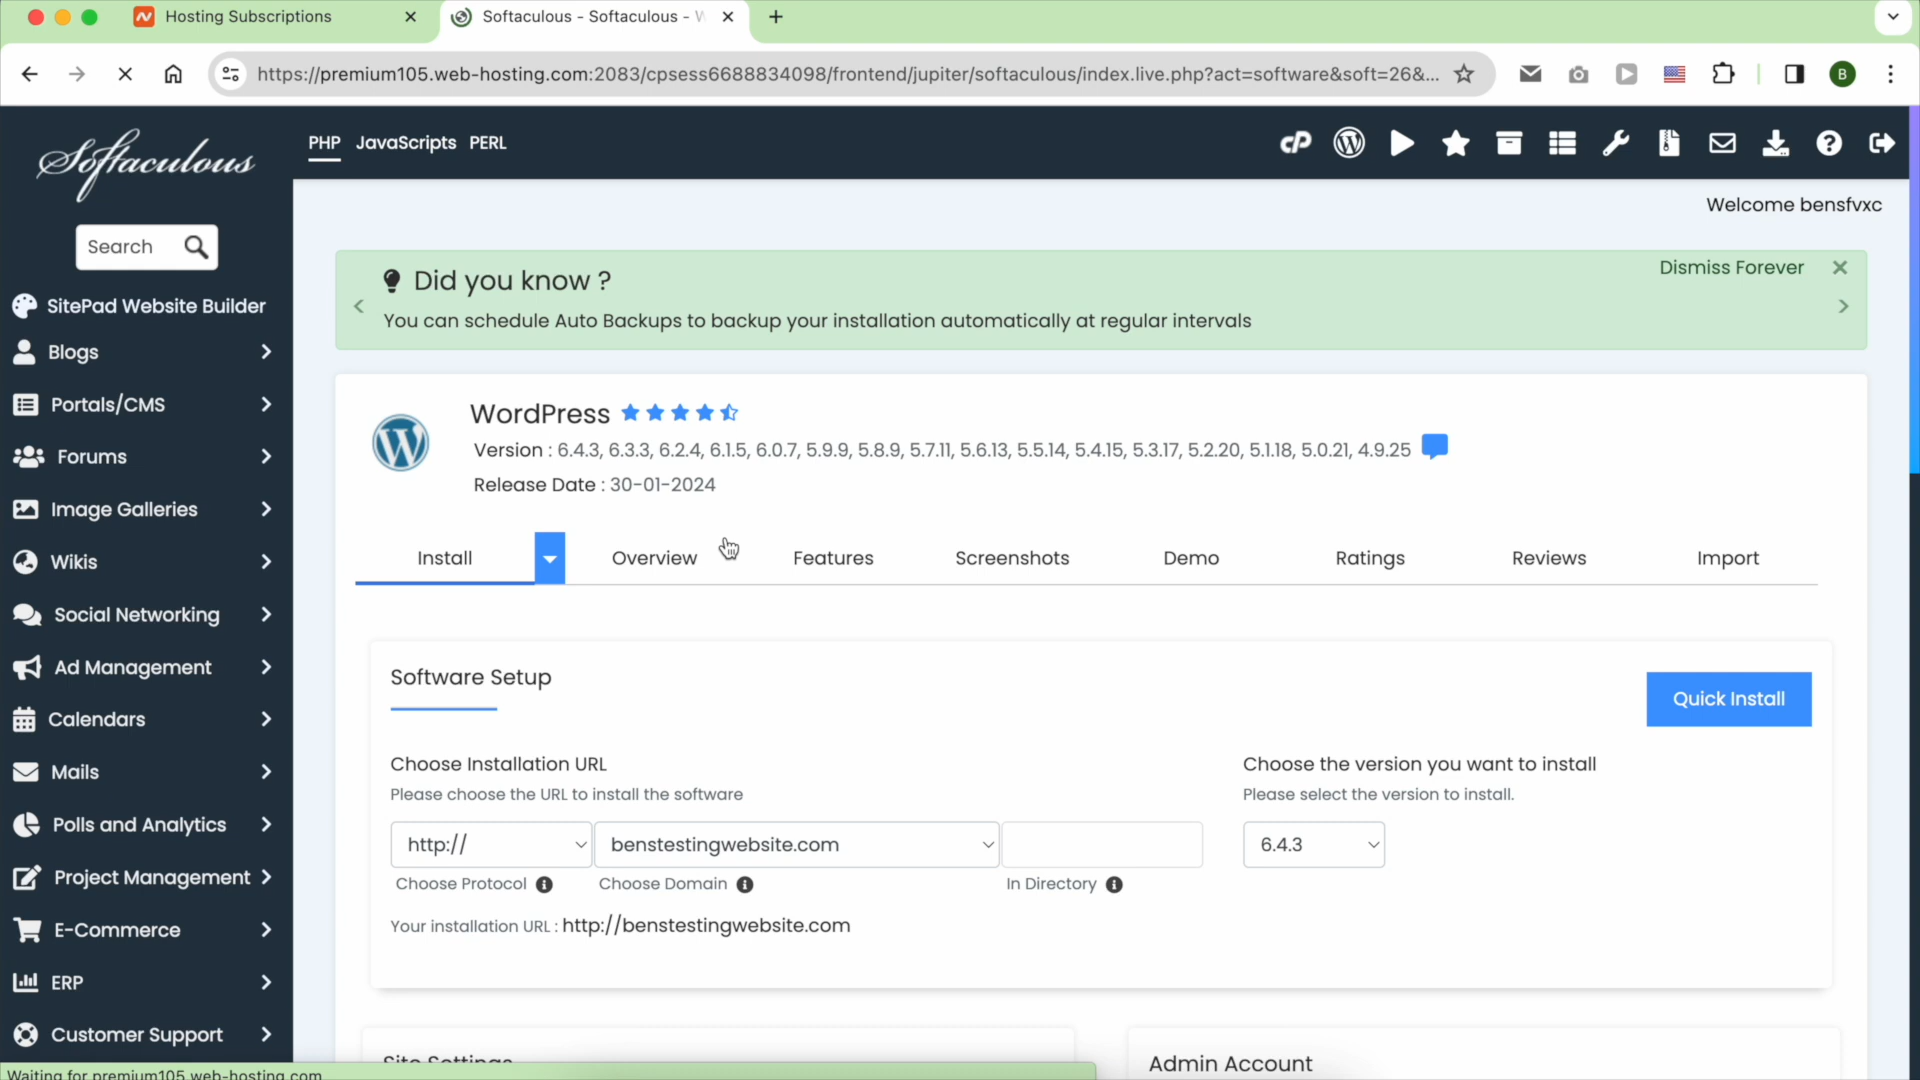 Hosting Subscriptions
Softaculous - Softaculous - W
https://premium105.web-hosting.com:2083/cpsess6688834098/frontend/jupiter/softaculous/index.live.php?act=software&soft=26&...
B
Softaculous
PHP JavaScripts PERL
cP
Welcome bensfvxc
Search
Did you know ?
Dismiss Forever
You can schedule Auto Backups to backup your installation automatically at regular intervals
SitePad Website Builder
Blogs
Portals/CMS
Forums
Image Galleries
Wikis
Social Networking
Ad Management
Calendars
Mails
Polls and Analytics
Project Management
E-Commerce
ERP
Customer Support
WordPress
Version : 6.4.3, 6.3.3, 6.2.4, 6.1.5, 6.0.7, 5.9.9, 5.8.9, 5.7.11, 5.6.13, 5.5.14, 5.4.15, 5.3.17, 5.2.20, 5.1.18, 5.0.21, 4.9.25
Release Date : 30-01-2024
Install Overview Features Screenshots Demo Ratings Reviews Import
Software Setup
Quick Install
Choose Installation URL
Please choose the URL to install the software
http:// benstestingwebsite.com
Choose Protocol Choose Domain In Directory
Your installation URL : http://benstestingwebsite.com
Choose the version you want to install
Please select the version to install.
6.4.3
Site Settings
Admin Account
Waiting for premium105.web-hosting.com